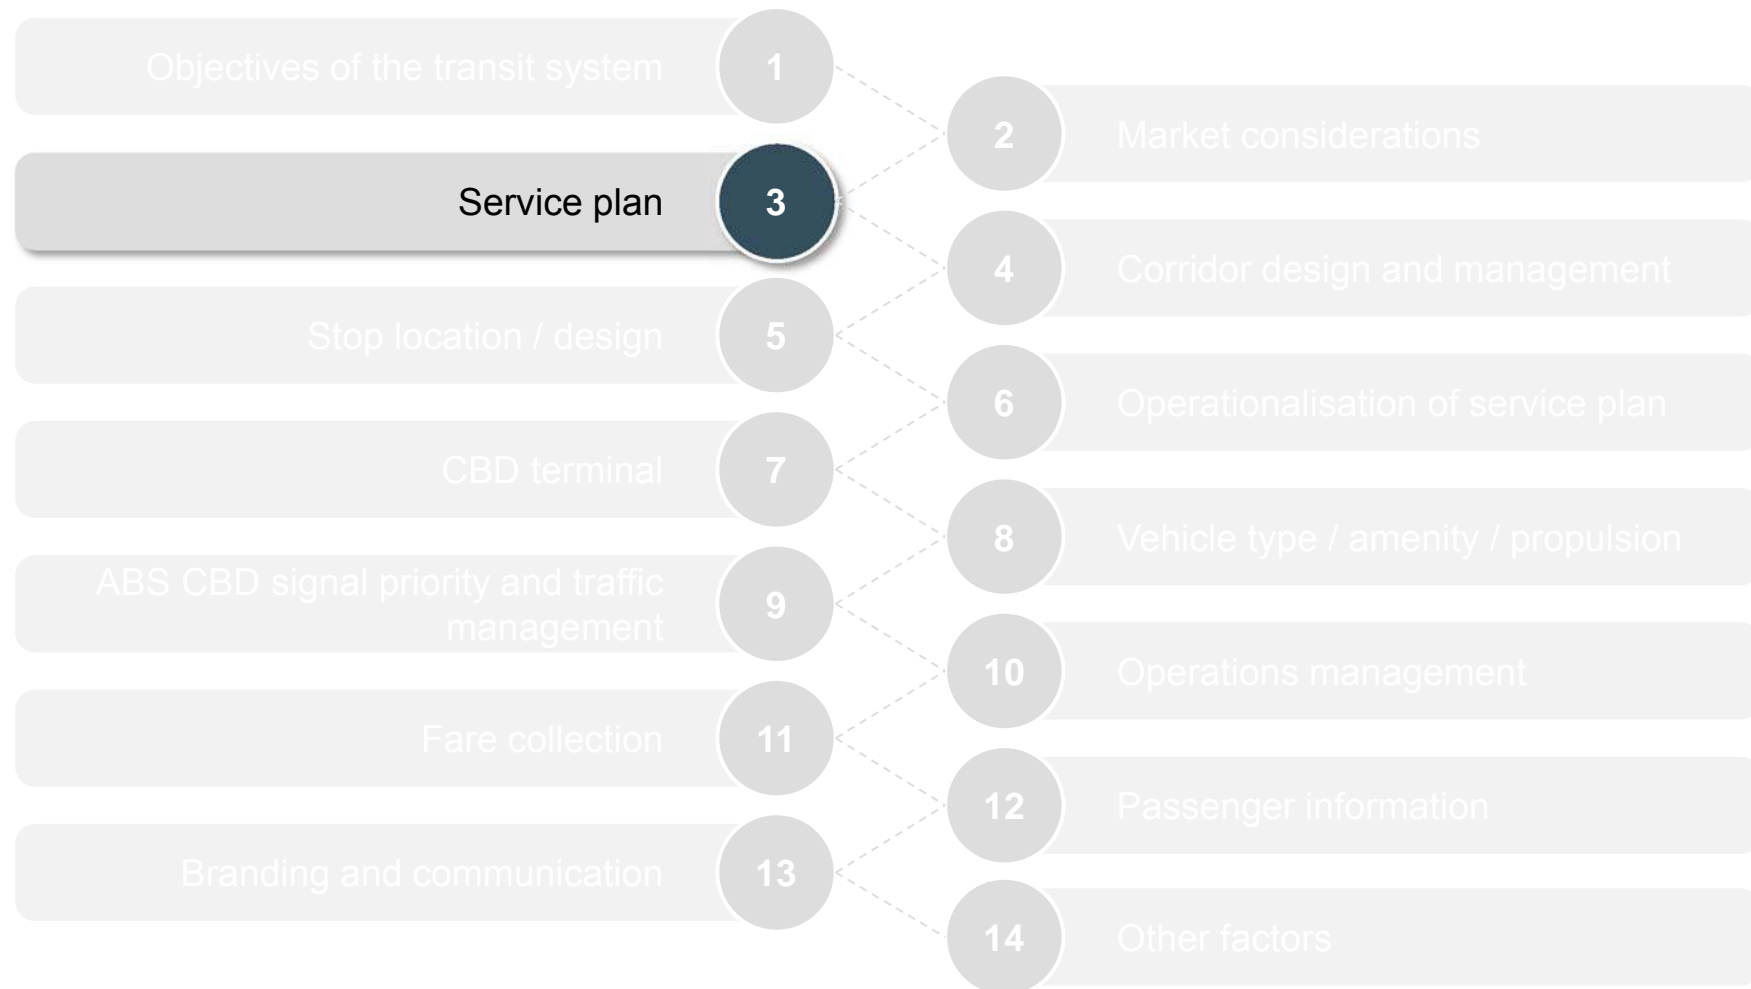 Objectives of the transit system
1
2
Market considerations
Service plan
3
4
Corridor design and management
Stop location / design
5
6
Operationalisation of service plan
CBD terminal
7
8
Vehicle type / amenity / propulsion
ABS CBD signal priority and traffic
management
9
10
Operations management
Fare collection
11
12
Passenger information
Branding and communication
13
14
Other factors